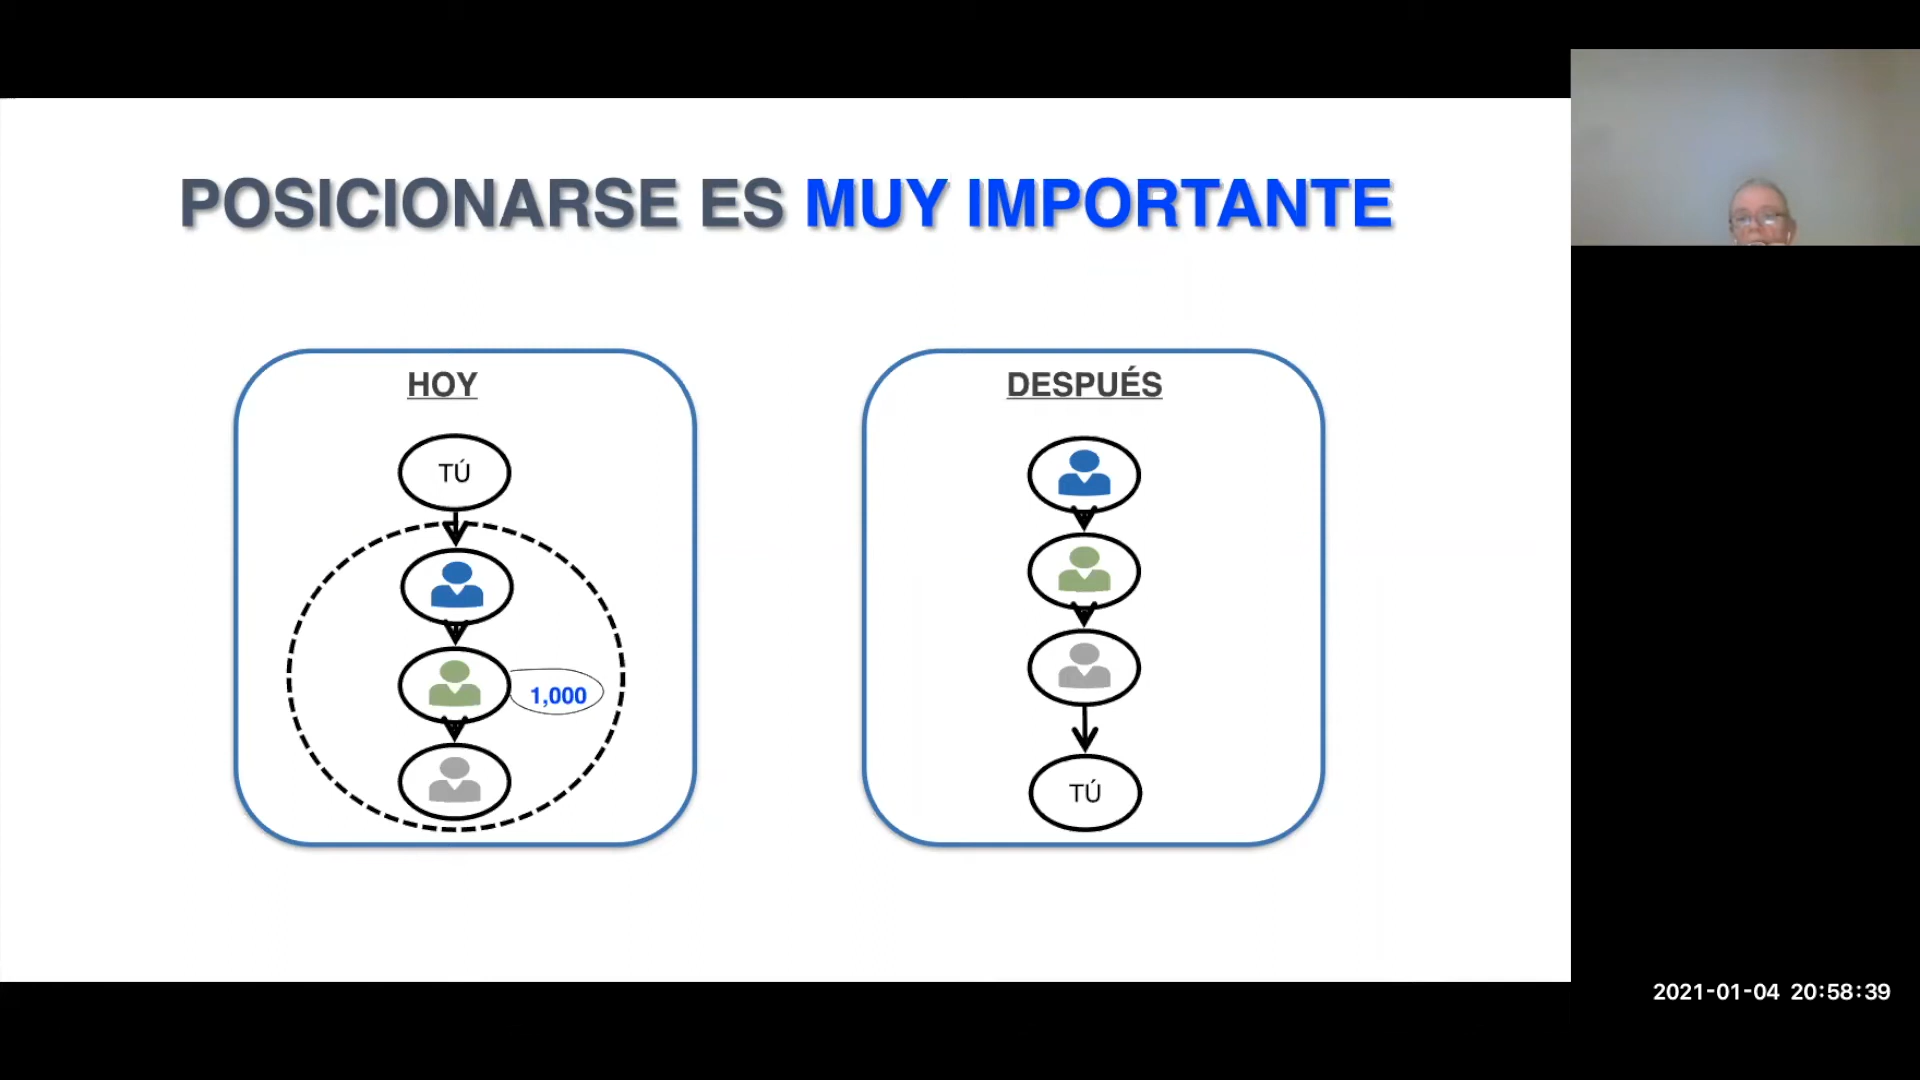 POSICIONARSE ES MUY IMPORTANTE
HOY
TÚ
1,000
DESPUÉS
TÚ
2021-01-04 20:58:39